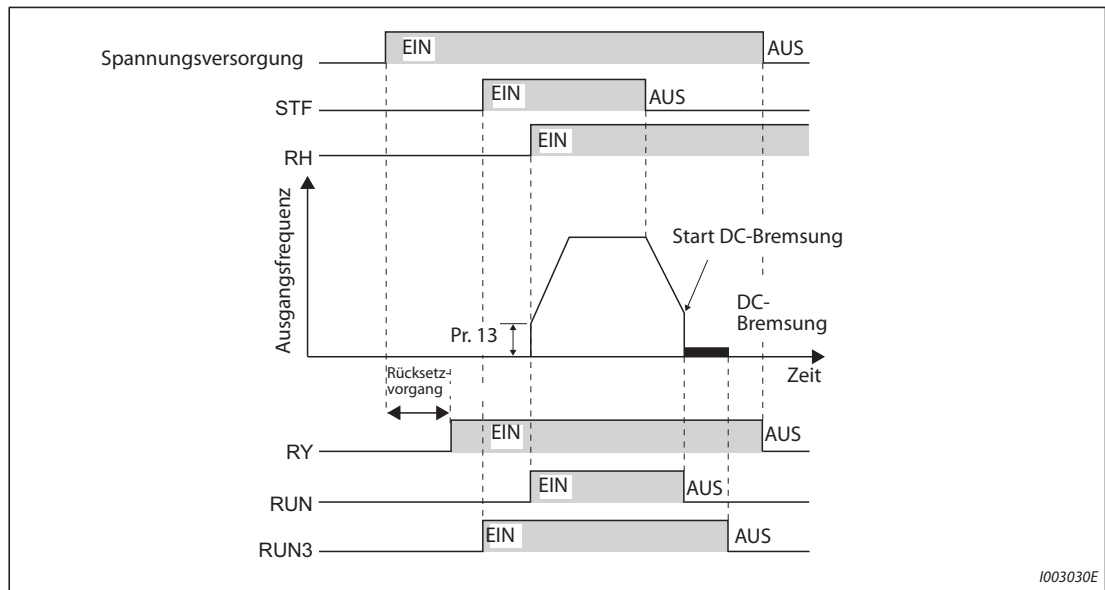 EIN
AUS
Spannungsversorgung
EIN
AUS
STF
EIN
RH
Ausgangsfrequenz
Start DC-Bremsung
DC-
Bremsung
Pr. 13
Zeit
Rücksetz-
vorgang
EIN
AUS
RY
EIN
AUS
RUN
EIN
AUS
RUN3
I003030E